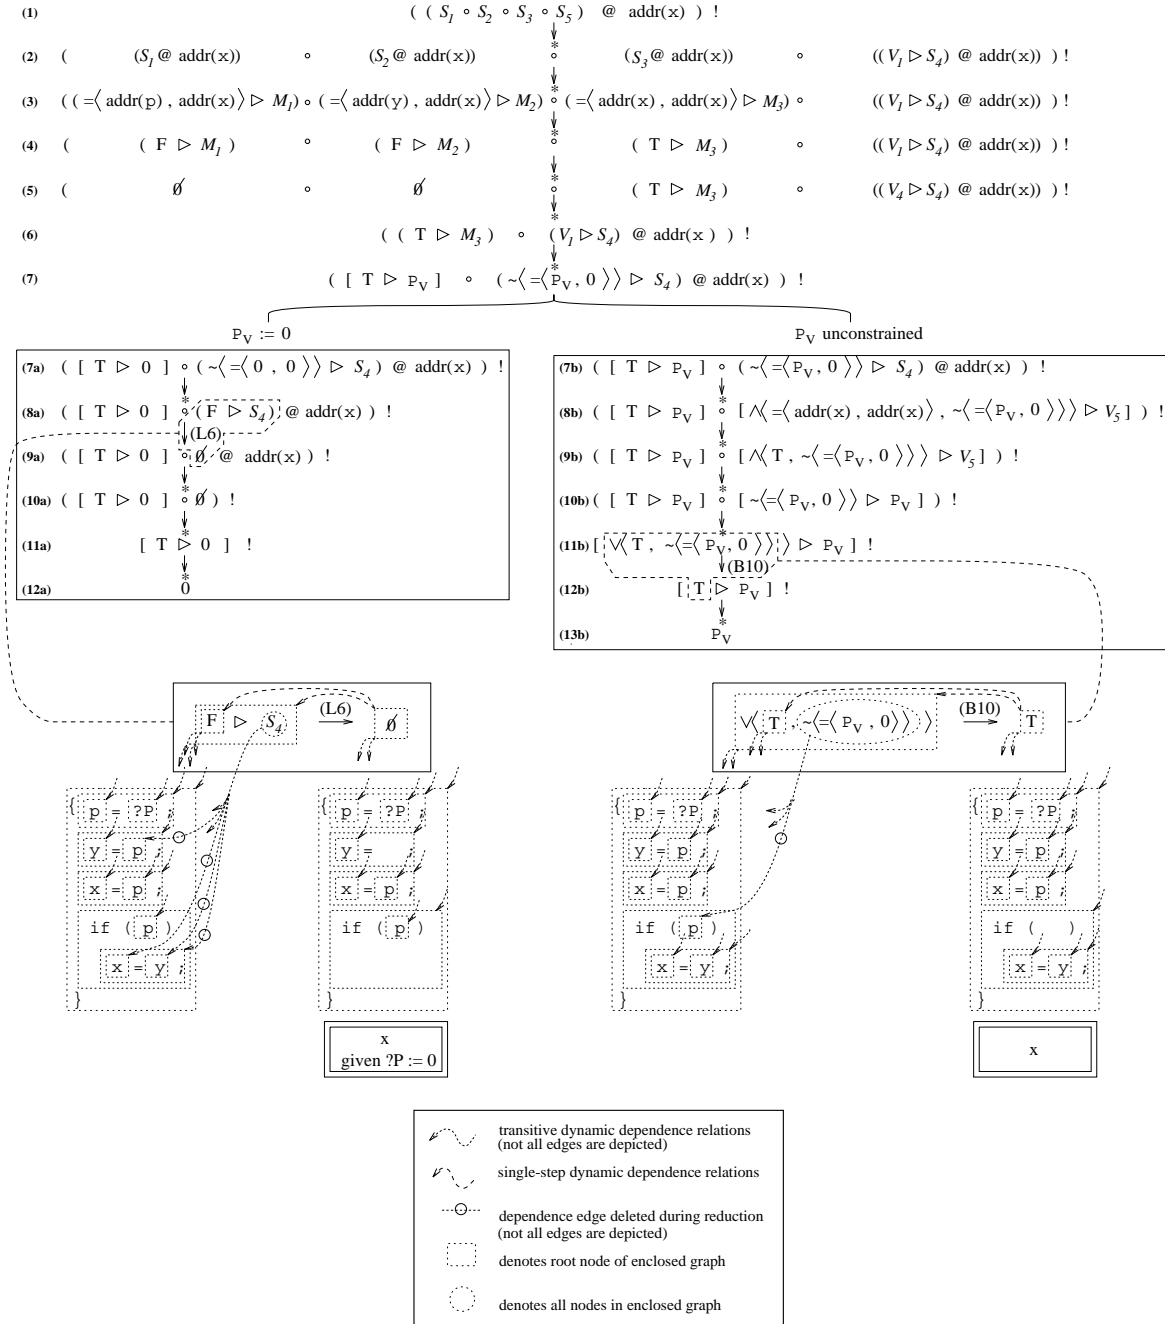 (1) ( ( S1 ∘ S2 ∘ S3 ∘ S5 ) @ addr(x) ) !
(2) ( (S1 @ addr(x)) ∘ (S2 @ addr(x)) ∘ (S3 @ addr(x)) ∘ ((V1 ▷ S4) @ addr(x)) ) !
(3) ( ( =⟨ addr(p) , addr(x) ⟩ ▷ M1) ∘ ( =⟨ addr(y) , addr(x) ⟩ ▷ M2) ∘ ( =⟨ addr(x) , addr(x) ⟩ ▷ M3) ∘ ((V1 ▷ S4) @ addr(x)) ) !
(4) ( ( F ▷ M1 ) ∘ ( F ▷ M2 ) ∘ ( T ▷ M3 ) ∘ ((V1 ▷ S4) @ addr(x)) ) !
(5) ( ∅ ∘ ∅ ∘ ( T ▷ M3 ) ∘ ((V4 ▷ S4) @ addr(x)) ) !
(6) ( ( T ▷ M3 ) ∘ (V1 ▷ S4) @ addr( x ) ) !
(7) ( [ T ▷ PV ] ∘ ( ~⟨ =⟨ PV , 0 ⟩⟩ ▷ S4 ) @ addr(x) ) !
PV := 0
PV unconstrained
(7a) ( [ T ▷ 0 ] ∘ ( ~⟨ =⟨ 0 , 0 ⟩⟩ ▷ S4 ) @ addr(x) ) !
(8a) ( [ T ▷ 0 ] ∘ ( F ▷ S4 ) @ addr(x) ) !
(L6)
(9a) ( [ T ▷ 0 ] ∘ ∅ @ addr(x) ) !
(10a) ( [ T ▷ 0 ] ∘ ∅ ) !
(11a) [ T ▷ 0 ] !
(12a) 0
(7b) ( [ T ▷ PV ] ∘ ( ~⟨ =⟨ PV , 0 ⟩⟩ ▷ S4 ) @ addr(x) ) !
(8b) ( [ T ▷ PV ] ∘ [ ∧⟨ =⟨ addr(x) , addr(x) ⟩ , ~⟨ =⟨ PV , 0 ⟩⟩⟩ ▷ V5 ] ) !
(9b) ( [ T ▷ PV ] ∘ [ ∧⟨ T , ~⟨ =⟨ PV , 0 ⟩⟩⟩ ▷ V5 ] ) !
(10b) ( [ T ▷ PV ] ∘ [ ~⟨ =⟨ PV , 0 ⟩⟩ ▷ PV ] ) !
(11b) [ ∨⟨ T , ~⟨ =⟨ PV , 0 ⟩⟩ ⟩ ▷ PV ] !
(B10)
(12b) [ T ▷ PV ] !
(13b) PV
F ▷ S4 (L6) ∅
∨⟨ T , ~⟨ =⟨ PV , 0 ⟩⟩ ⟩ (B10) T
{ p = ?P ;
y = p ;
x = p ;
if ( p )
x = y ;
}
{ p = ?P ;
y = ;
x = p ;
if ( p )
}
x
given ?P := 0
{ p = ?P ;
y = p ;
x = p ;
if ( p )
x = y ;
}
{ p = ?P ;
y = p ;
x = p ;
if ( )
x = y ;
}
x
transitive dynamic dependence relations
(not all edges are depicted)
single-step dynamic dependence relations
dependence edge deleted during reduction
(not all edges are depicted)
denotes root node of enclosed graph
denotes all nodes in enclosed graph